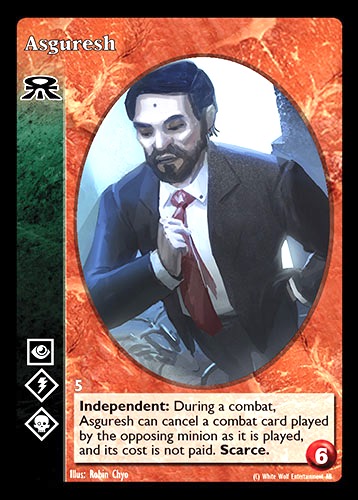 Asguresh
5
Independent: During a combat,
Asguresh can cancel a combat card played
by the opposing minion as it is played,
and its cost is not paid. Scarce.
6
Illus: Robin Chyo (C) White Wolf Entertainment AB.